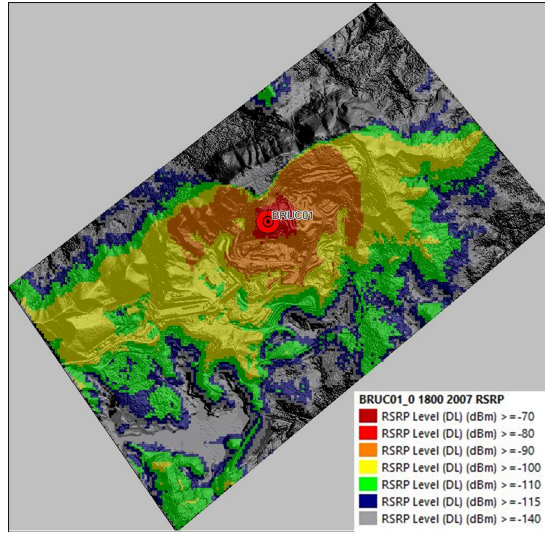 BRUC01
BRUC01_0 1800 2007 RSRP
RSRP Level (DL) (dBm) >=-70
RSRP Level (DL) (dBm) >=-80
RSRP Level (DL) (dBm) >=-90
RSRP Level (DL) (dBm) >=-100
RSRP Level (DL) (dBm) >=-110
RSRP Level (DL) (dBm) >=-115
RSRP Level (DL) (dBm) >=-140